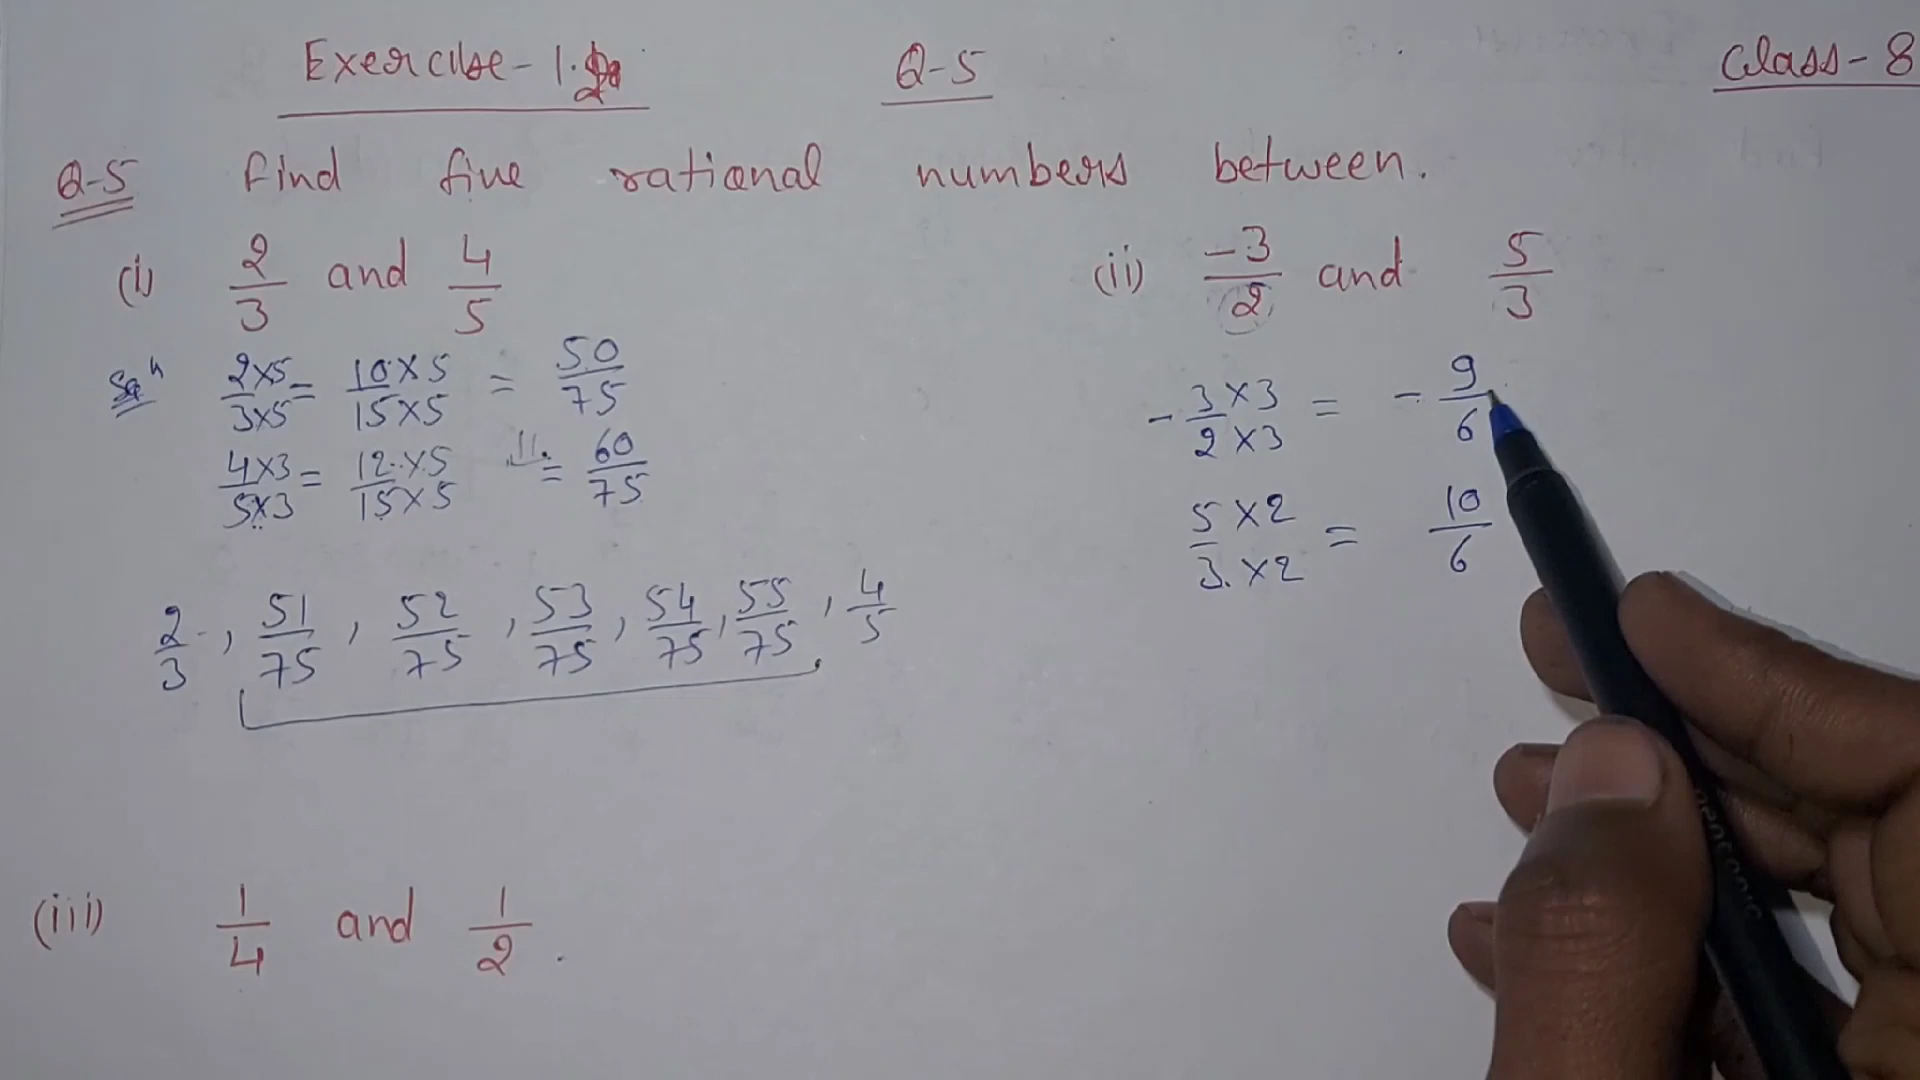 Exercise-1.2
Q-5
Class-8
Q-5 Find five rational numbers between.
(i) 2/3 and 4/5
Solⁿ 2×5/3×5 = 10×5/15×5 = 50/75
4×3/5×3 = 12×5/15×5 = 60/75
11
2/3, 51/75, 52/75, 53/75, 54/75, 55/75, 4/5
(ii) -3/2 and 5/3
-3×3/2×3 = -9/6
5×2/3×2 = 10/6
(iii) 1/4 and 1/2.